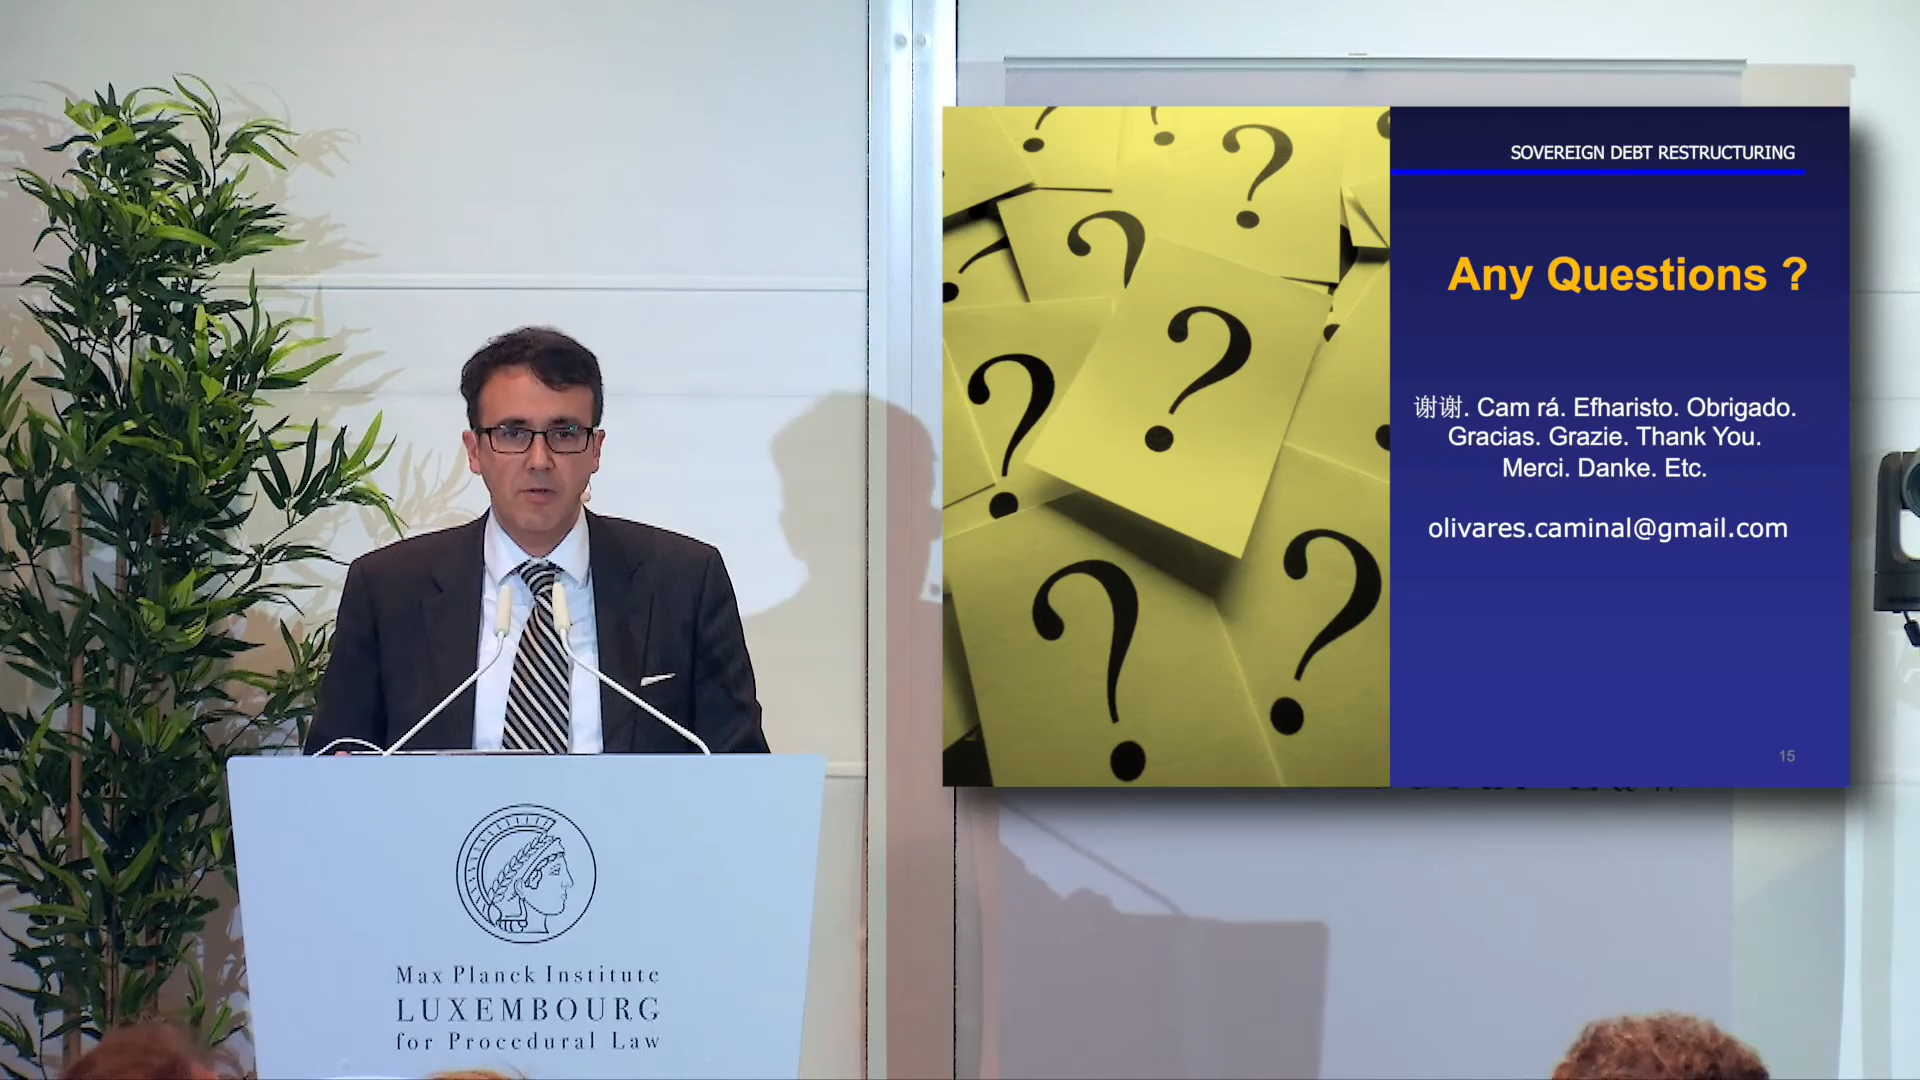 SOVEREIGN DEBT RESTRUCTURING
Any Questions ?
谢谢. Cam rá. Efharisto. Obrigado.
Gracias. Grazie. Thank You.
Merci. Danke. Etc.
olivares.caminal@gmail.com
15
Max Planck Institute
LUXEMBOURG
for Procedural Law